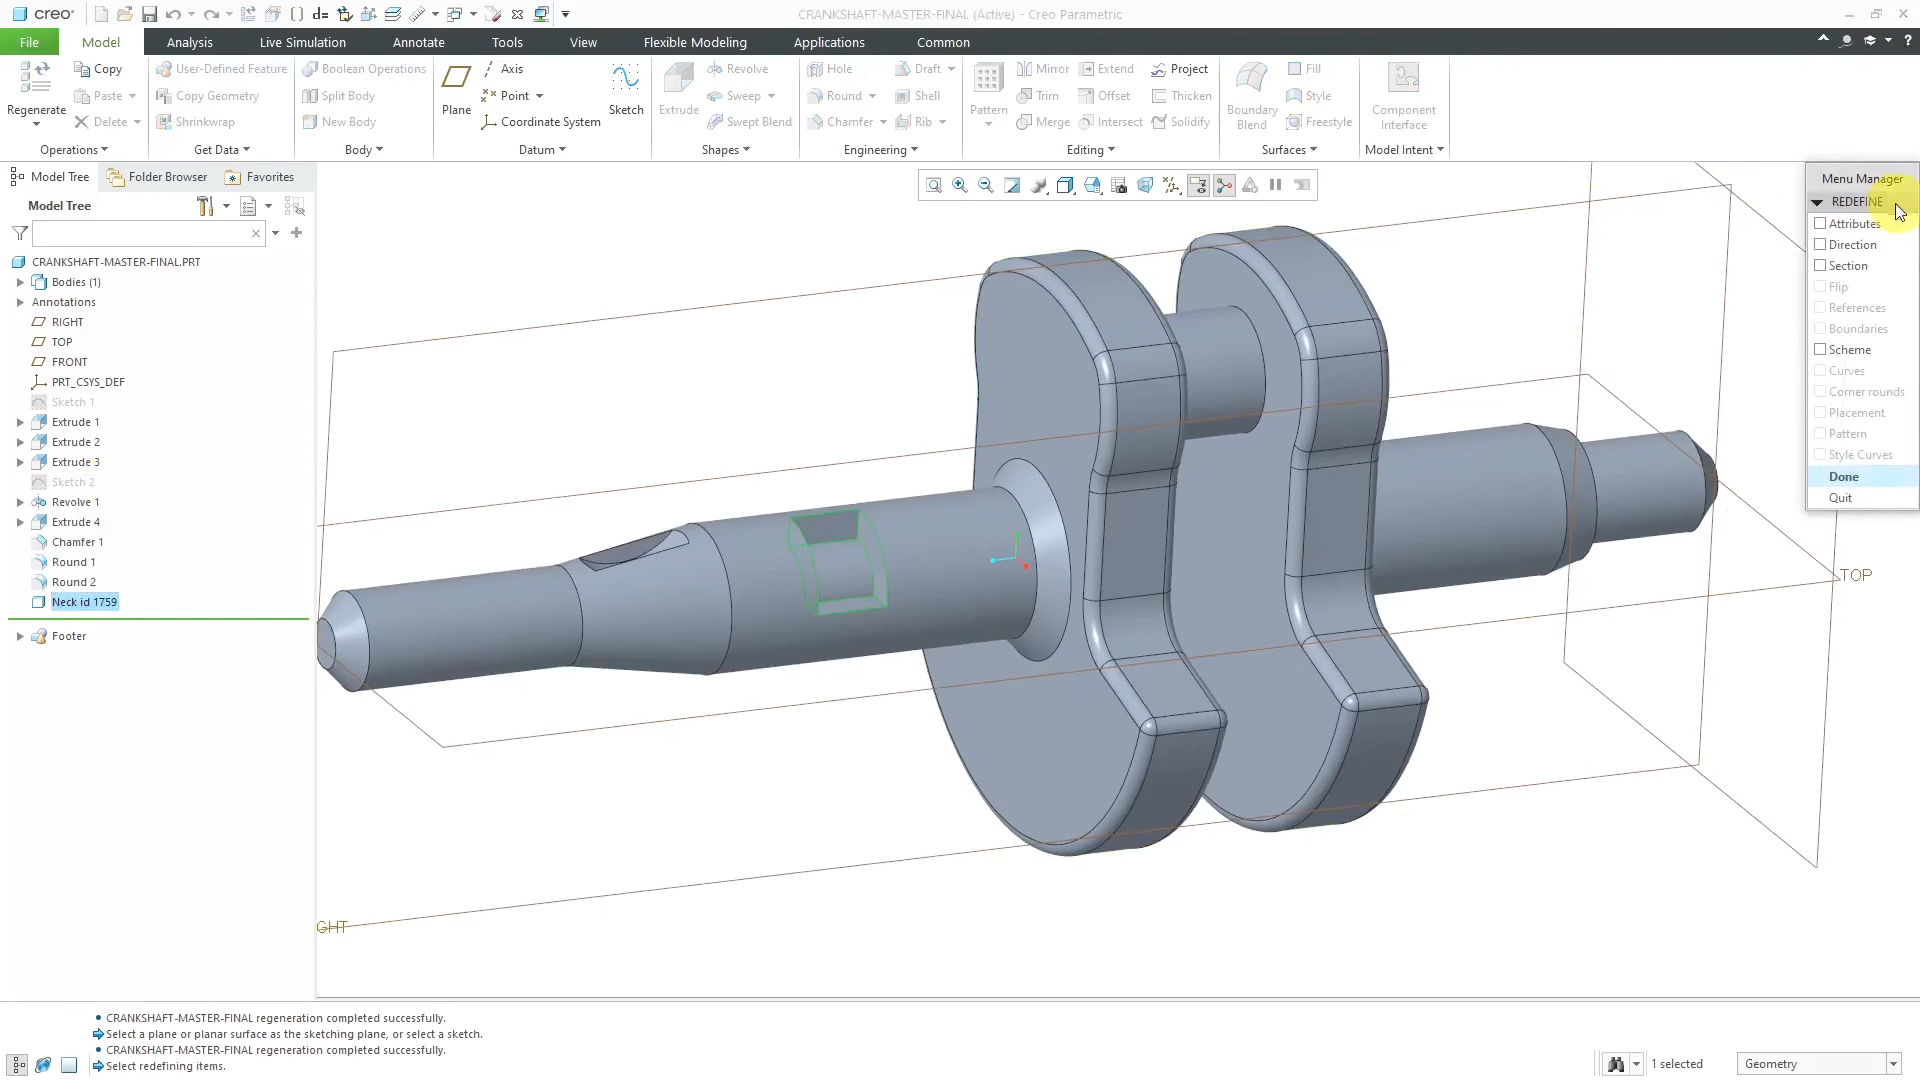 creo CRANKSHAFT-MASTER-FINAL (Active) - Creo Parametric
File Model Analysis Live Simulation Annotate Tools View Flexible Modeling Applications Common
Copy User-Defined Feature Boolean Operations Axis Revolve Hole Draft Mirror Extend Project Fill
Regenerate Paste Copy Geometry Split Body Plane Point Sketch Extrude Sweep Round Shell Pattern Trim Offset Thicken Boundary Blend Style Component Interface
Delete Shrinkwrap New Body Coordinate System Swept Blend Chamfer Rib Merge Intersect Solidify Freestyle
Operations Get Data Body Datum Shapes Engineering Editing Surfaces Model Intent
Model Tree Folder Browser Favorites
Model Tree
CRANKSHAFT-MASTER-FINAL.PRT
Bodies (1)
Annotations
RIGHT
TOP
FRONT
PRT_CSYS_DEF
Sketch 1
Extrude 1
Extrude 2
Extrude 3
Sketch 2
Revolve 1
Extrude 4
Chamfer 1
Round 1
Round 2
Neck id 1759
Footer
TOP
GHT
Menu Manager
REDEFINE
Attributes
Direction
Section
Flip
References
Boundaries
Scheme
Curves
Corner rounds
Placement
Pattern
Style Curves
Done
Quit
CRANKSHAFT-MASTER-FINAL regeneration completed successfully.
Select a plane or planar surface as the sketching plane, or select a sketch.
CRANKSHAFT-MASTER-FINAL regeneration completed successfully.
Select redefining items.
1 selected Geometry